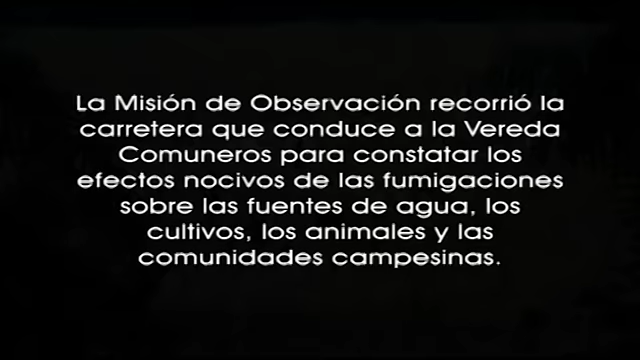 La Misión de Observación recorrió la
carretera que conduce a la Vereda
Comuneros para constatar los
efectos nocivos de las fumigaciones
sobre las fuentes de agua, los
cultivos, los animales y las
comunidades campesinas.